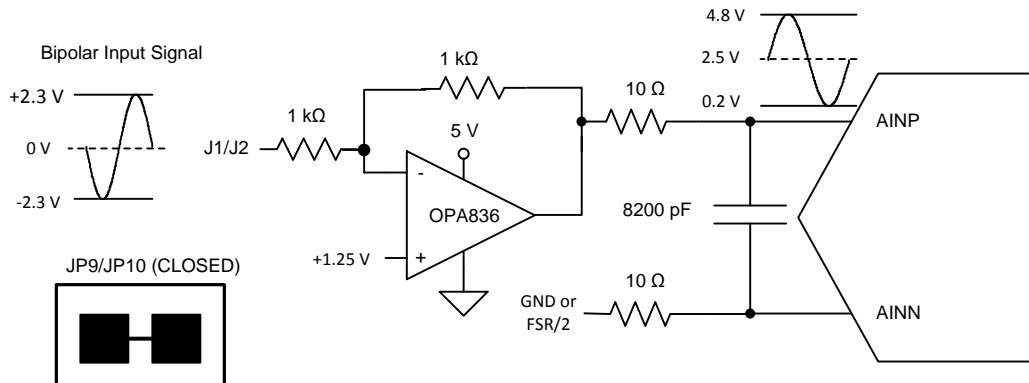 Bipolar Input Signal
+2.3 V
0 V
-2.3 V
J1/J2
1 kΩ
1 kΩ
5 V
-
OPA836
+
+1.25 V
10 Ω
4.8 V
2.5 V
0.2 V
AINP
8200 pF
10 Ω
GND or
FSR/2
AINN
JP9/JP10 (CLOSED)